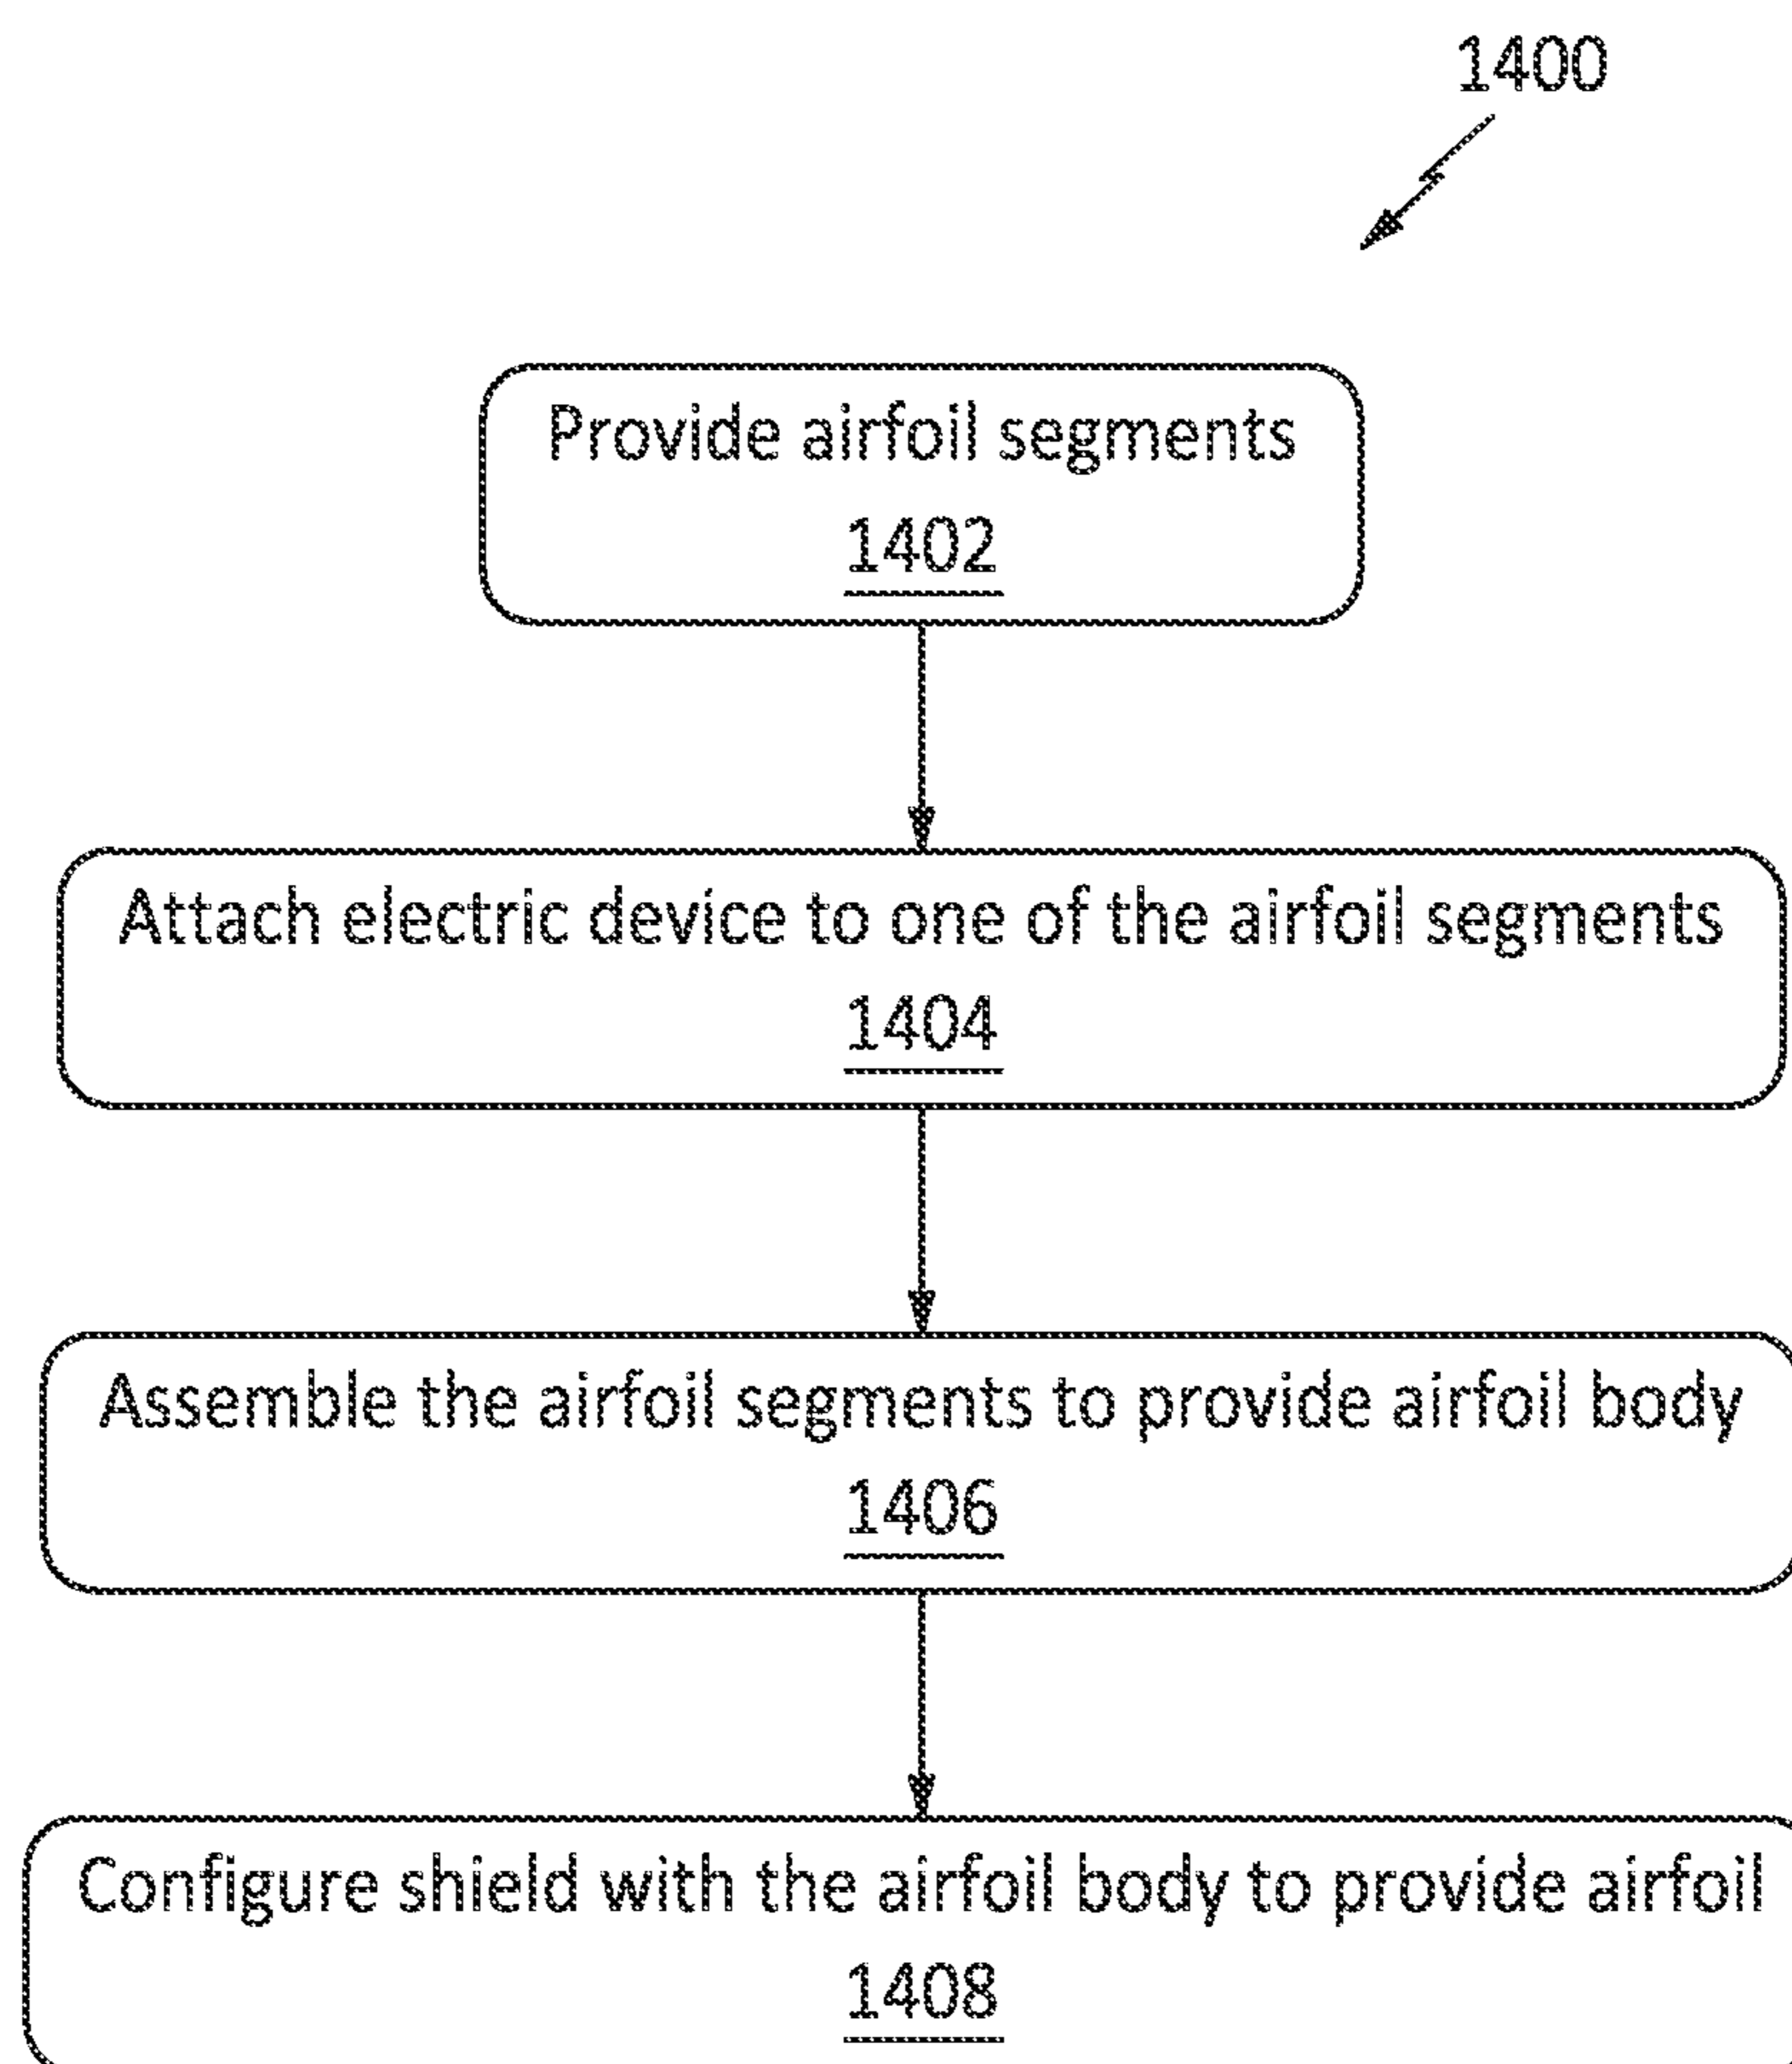 1400
Provide airfoil segments
1402
Attach electric device to one of the airfoil segments
1404
Assemble the airfoil segments to provide airfoil body
1406
Configure shield with the airfoil body to provide airfoil
1408